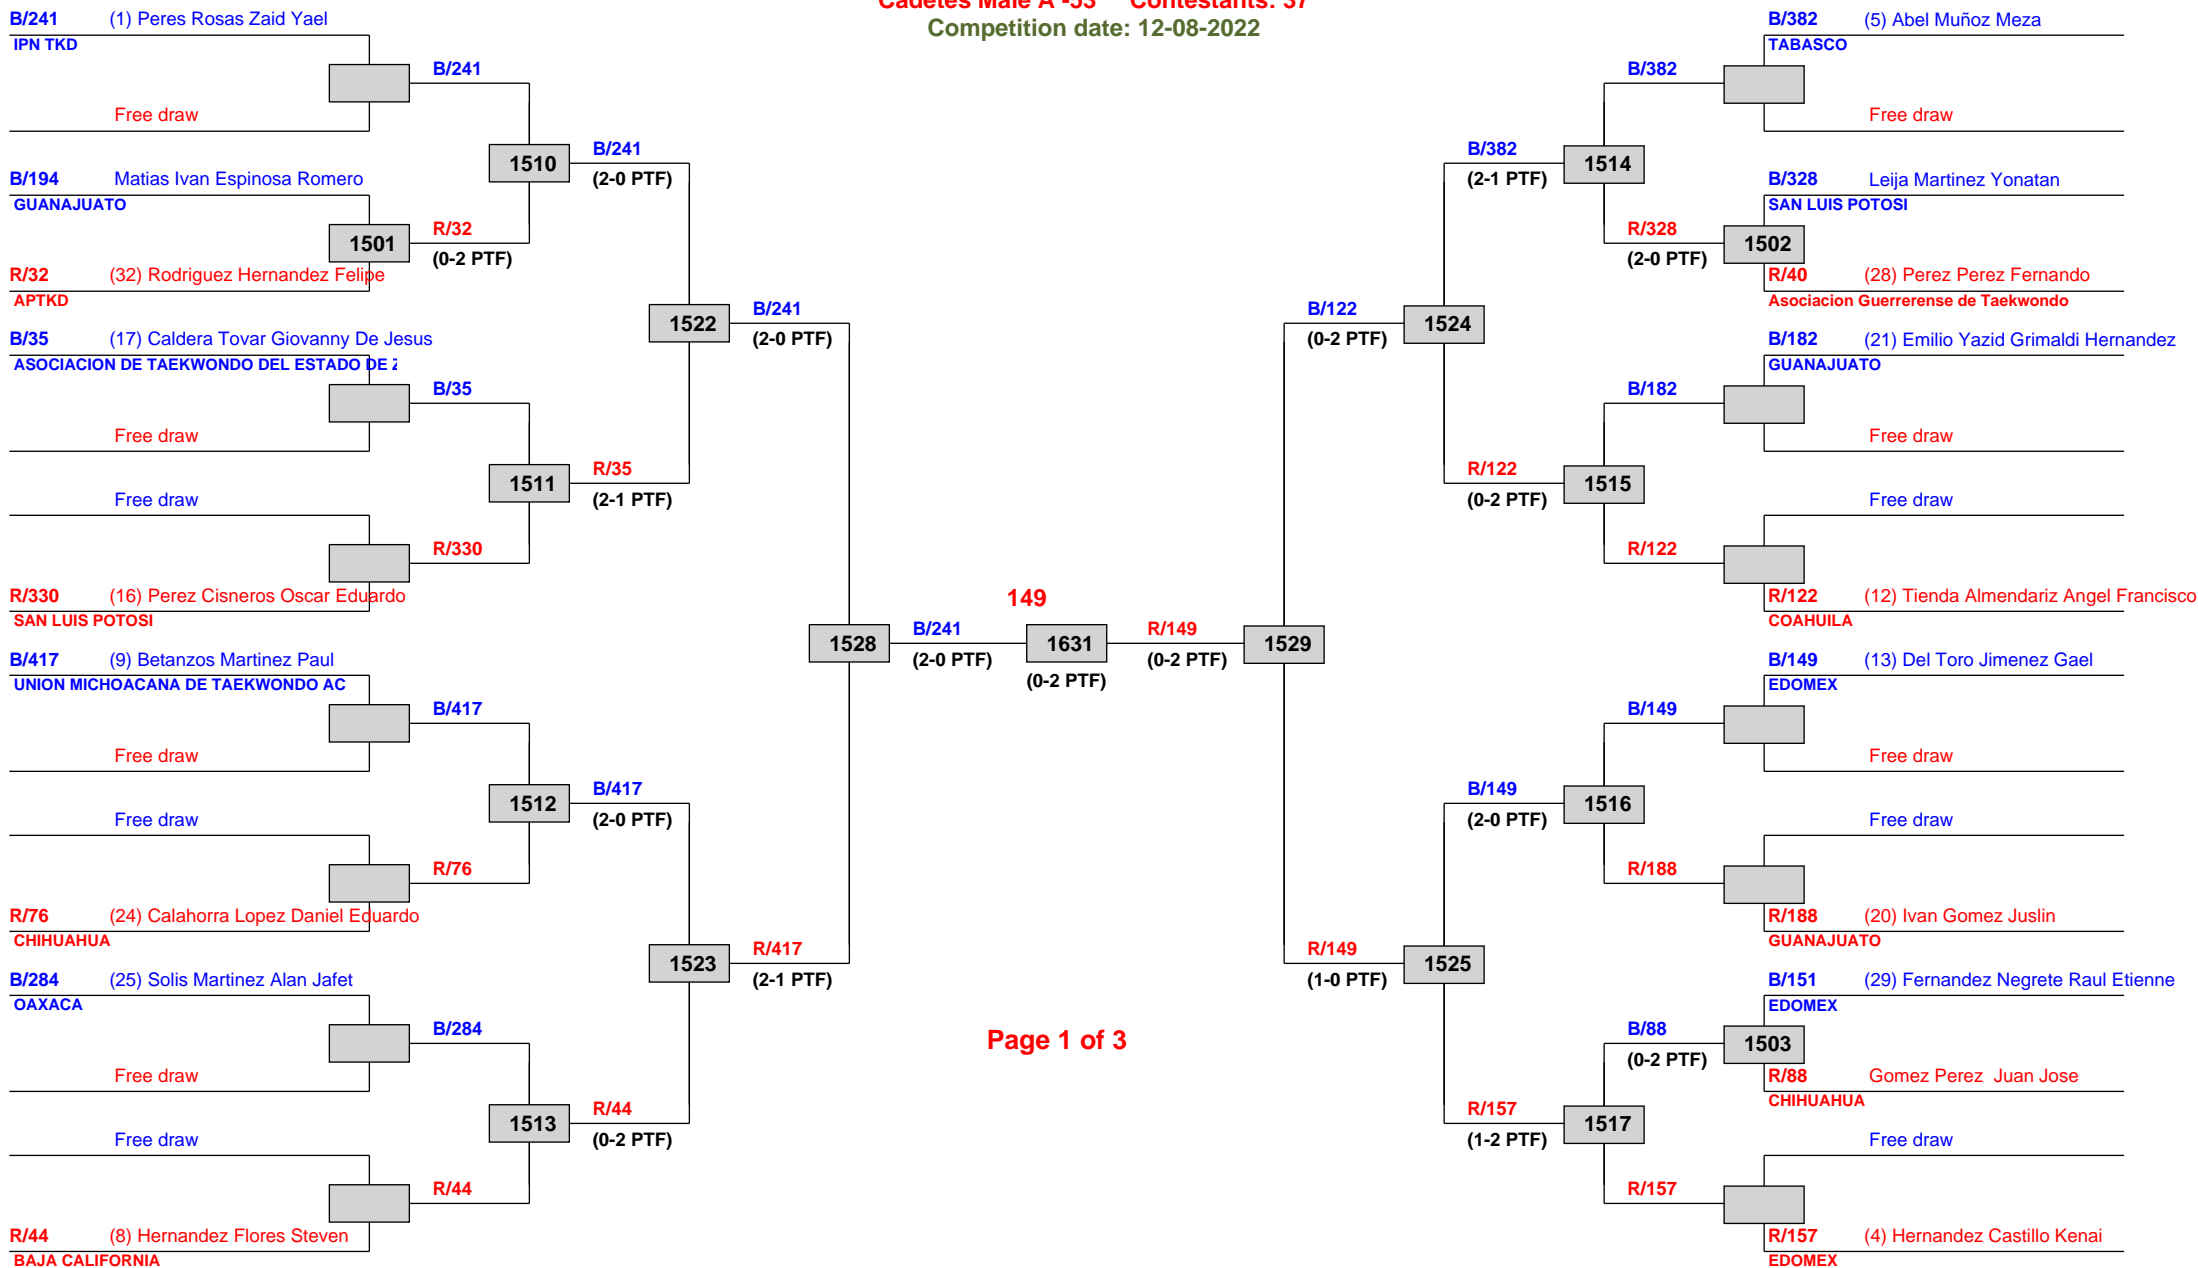 Cadetes Male A -53 Contestants: 37
Competition date: 12-08-2022
B/241 (1) Peres Rosas Zaid Yael
IPN TKD
B/241
Free draw
1510
B/241
(2-0 PTF)
B/194 Matias Ivan Espinosa Romero
GUANAJUATO
1501
R/32
(0-2 PTF)
R/32 (32) Rodriguez Hernandez Felipe
APTKD
1522
B/241
(2-0 PTF)
B/35 (17) Caldera Tovar Giovanny De Jesus
ASOCIACION DE TAEKWONDO DEL ESTADO DE
B/35
Free draw
1511
R/35
(2-1 PTF)
Free draw
R/330
R/330 (16) Perez Cisneros Oscar Eduardo
SAN LUIS POTOSI
1528
B/241
(2-0 PTF)
B/417 (9) Betanzos Martinez Paul
UNION MICHOACANA DE TAEKWONDO AC
B/417
Free draw
1512
B/417
(2-0 PTF)
Free draw
R/76
R/76 (24) Calahorra Lopez Daniel Eduardo
CHIHUAHUA
1523
R/417
(2-1 PTF)
B/284 (25) Solis Martinez Alan Jafet
OAXACA
B/284
Free draw
1513
R/44
(0-2 PTF)
Free draw
R/44
R/44 (8) Hernandez Flores Steven
BAJA CALIFORNIA
149
1631
(0-2 PTF)
Page 1 of 3
B/382 (5) Abel Muñoz Meza
TABASCO
B/382
Free draw
B/382
(2-1 PTF)
1514
B/328 Leija Martinez Yonatan
SAN LUIS POTOSI
R/328
(2-0 PTF)
1502
R/40 (28) Perez Perez Fernando
Asociacion Guerrerense de Taekwondo
B/122
(0-2 PTF)
1524
B/182 (21) Emilio Yazid Grimaldi Hernandez
GUANAJUATO
B/182
Free draw
R/122
(0-2 PTF)
1515
Free draw
R/122
R/122 (12) Tienda Almendariz Angel Francisco
COAHUILA
R/149
(0-2 PTF)
1529
B/149 (13) Del Toro Jimenez Gael
EDOMEX
B/149
Free draw
B/149
(2-0 PTF)
1516
Free draw
R/188
R/188 (20) Ivan Gomez Juslin
GUANAJUATO
R/149
(1-0 PTF)
1525
B/151 (29) Fernandez Negrete Raul Etienne
EDOMEX
B/88
(0-2 PTF)
1503
R/88 Gomez Perez Juan Jose
CHIHUAHUA
R/157
(1-2 PTF)
1517
Free draw
R/157
R/157 (4) Hernandez Castillo Kenai
EDOMEX